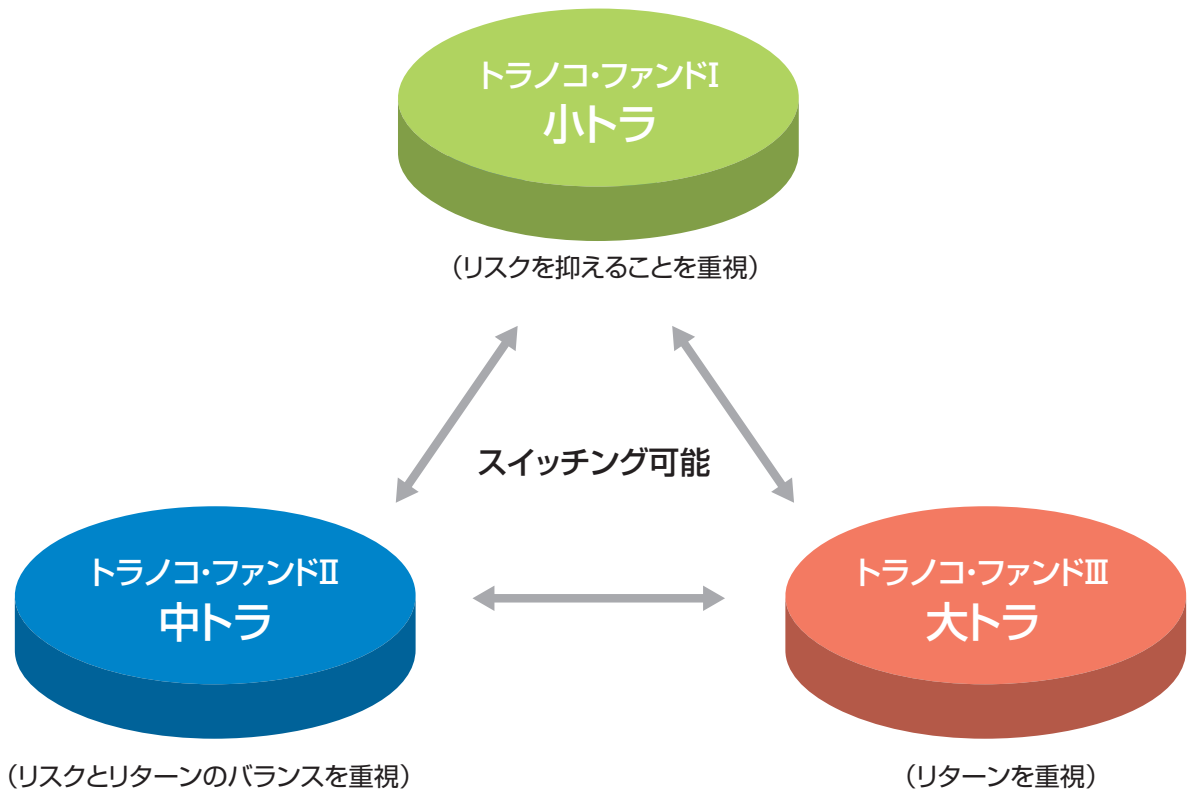 トラノコ・ファンドⅠ
小トラ
（リスクを抑えることを重視）
スイッチング可能
トラノコ・ファンドⅡ
中トラ
（リスクとリターンのバランスを重視）
トラノコ・ファンドⅢ
大トラ
（リターンを重視）